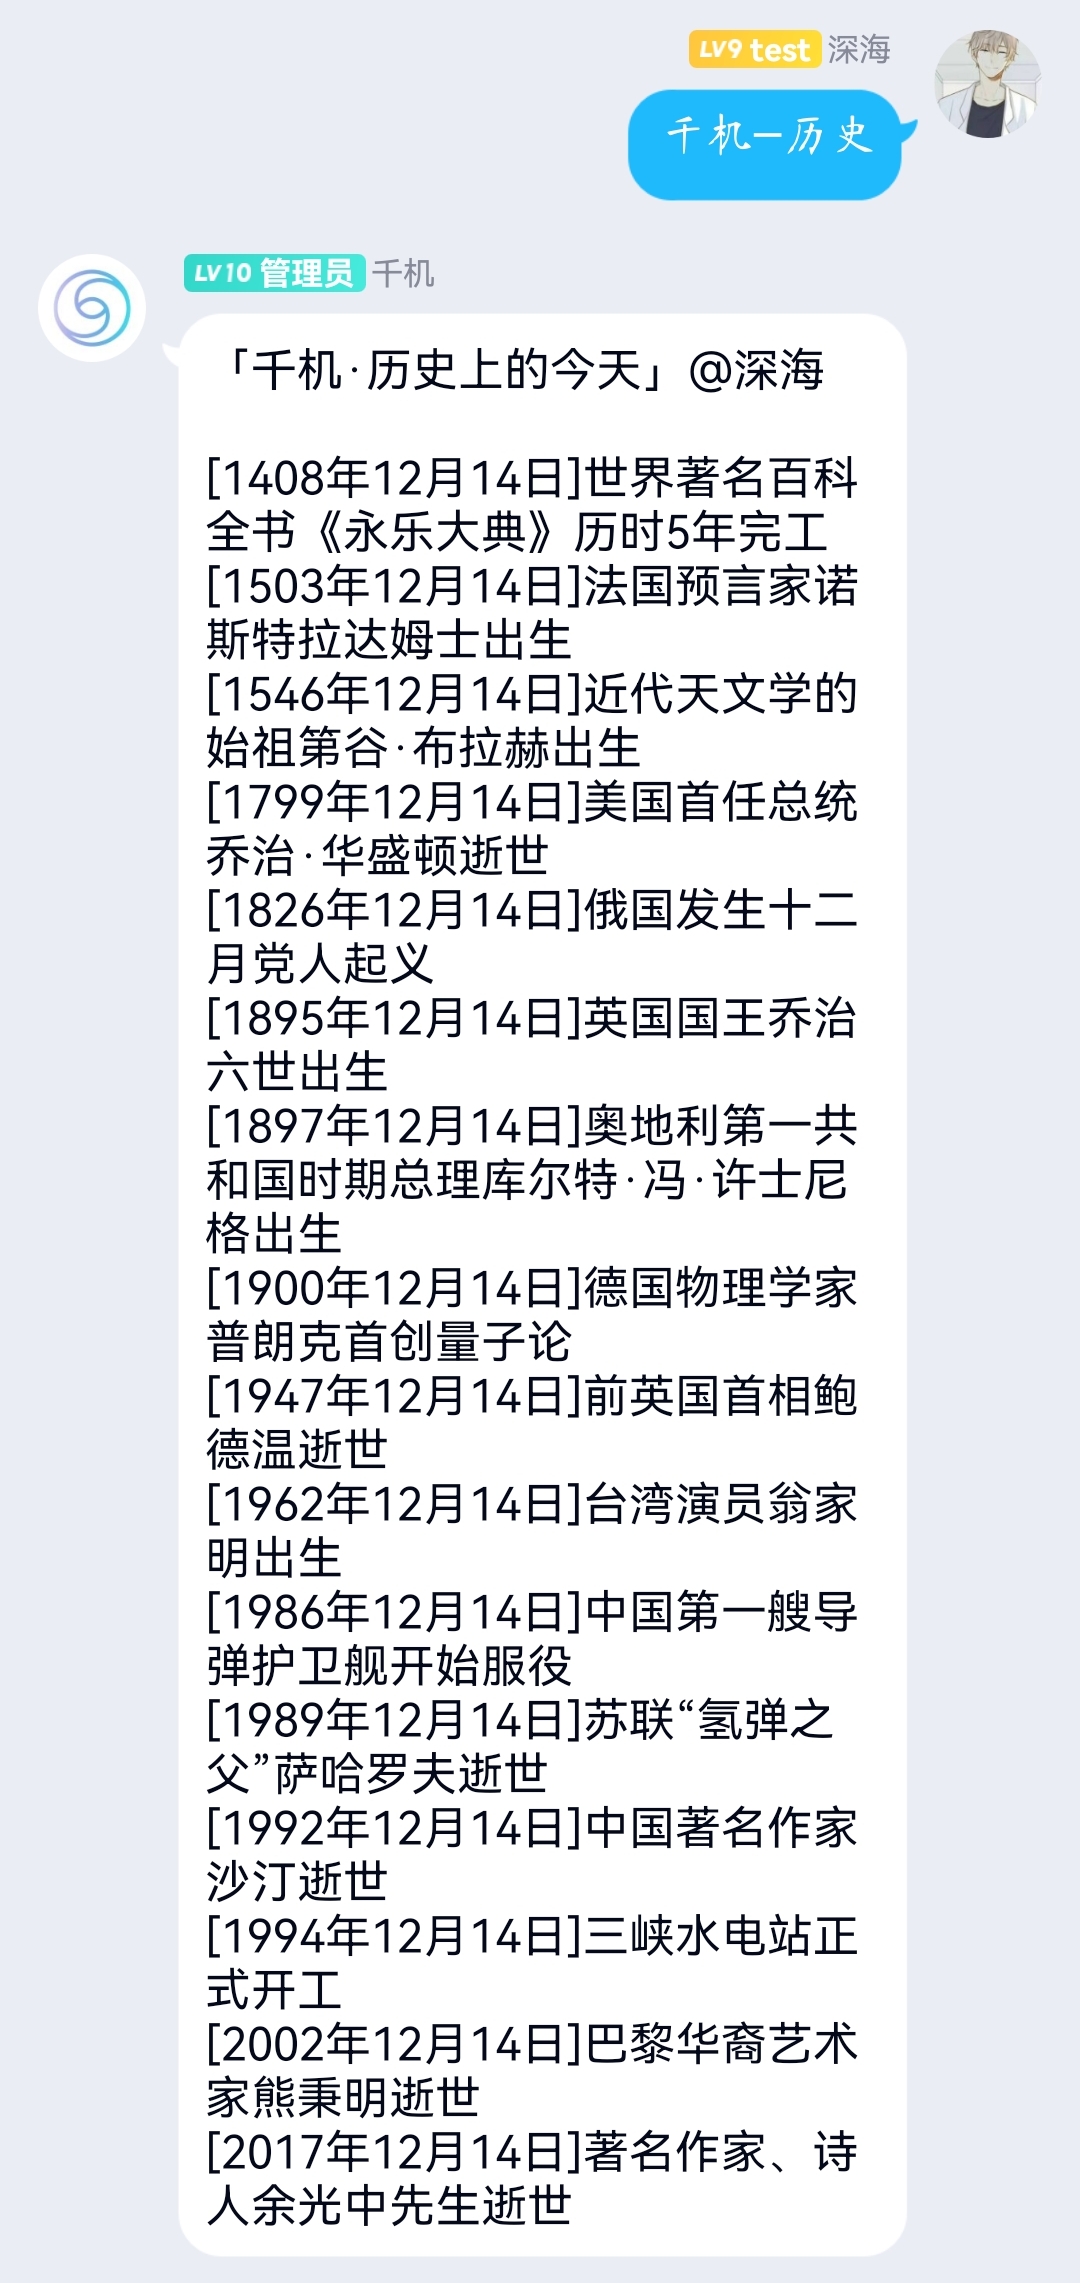 LV9 test 深海
千机—历史
LV10 管理员 千机
「千机·历史上的今天」@深海
[1408年12月14日]世界著名百科
全书《永乐大典》历时5年完工
[1503年12月14日]法国预言家诺
斯特拉达姆士出生
[1546年12月14日]近代天文学的
始祖第谷·布拉赫出生
[1799年12月14日]美国首任总统
乔治·华盛顿逝世
[1826年12月14日]俄国发生十二
月党人起义
[1895年12月14日]英国国王乔治
六世出生
[1897年12月14日]奥地利第一共
和国时期总理库尔特·冯·许士尼
格出生
[1900年12月14日]德国物理学家
普朗克首创量子论
[1947年12月14日]前英国首相鲍
德温逝世
[1962年12月14日]台湾演员翁家
明出生
[1986年12月14日]中国第一艘导
弹护卫舰开始服役
[1989年12月14日]苏联“氢弹之
父”萨哈罗夫逝世
[1992年12月14日]中国著名作家
沙汀逝世
[1994年12月14日]三峡水电站正
式开工
[2002年12月14日]巴黎华裔艺术
家熊秉明逝世
[2017年12月14日]著名作家、诗
人余光中先生逝世